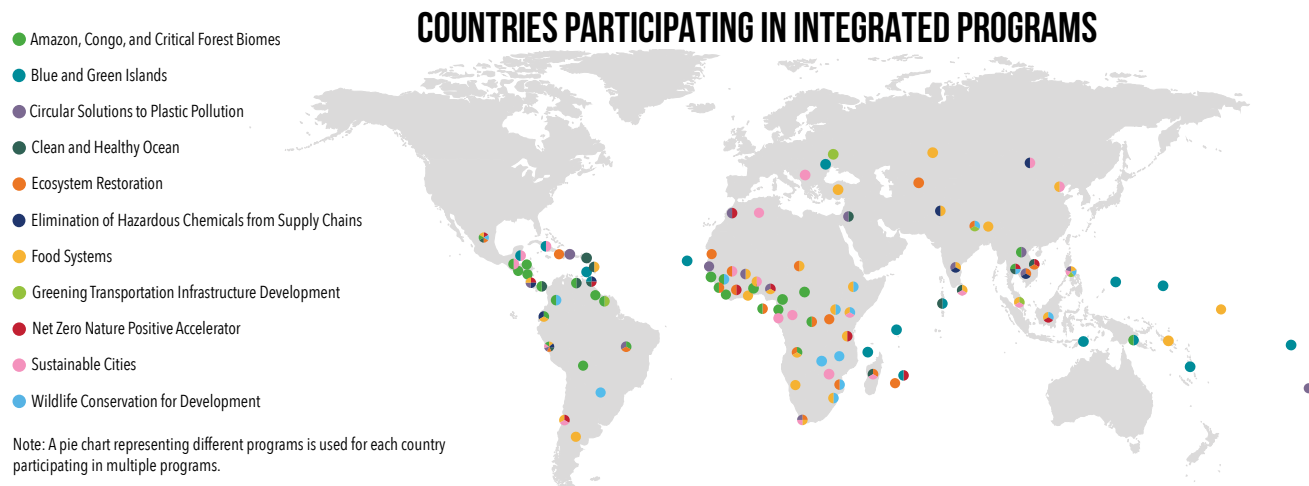 COUNTRIES PARTICIPATING IN INTEGRATED PROGRAMS
Amazon, Congo, and Critical Forest Biomes
Blue and Green Islands
Circular Solutions to Plastic Pollution
Clean and Healthy Ocean
Ecosystem Restoration
Elimination of Hazardous Chemicals from Supply Chains
Food Systems
Greening Transportation Infrastructure Development
Net Zero Nature Positive Accelerator
Sustainable Cities
Wildlife Conservation for Development
Note: A pie chart representing different programs is used for each country
participating in multiple programs.